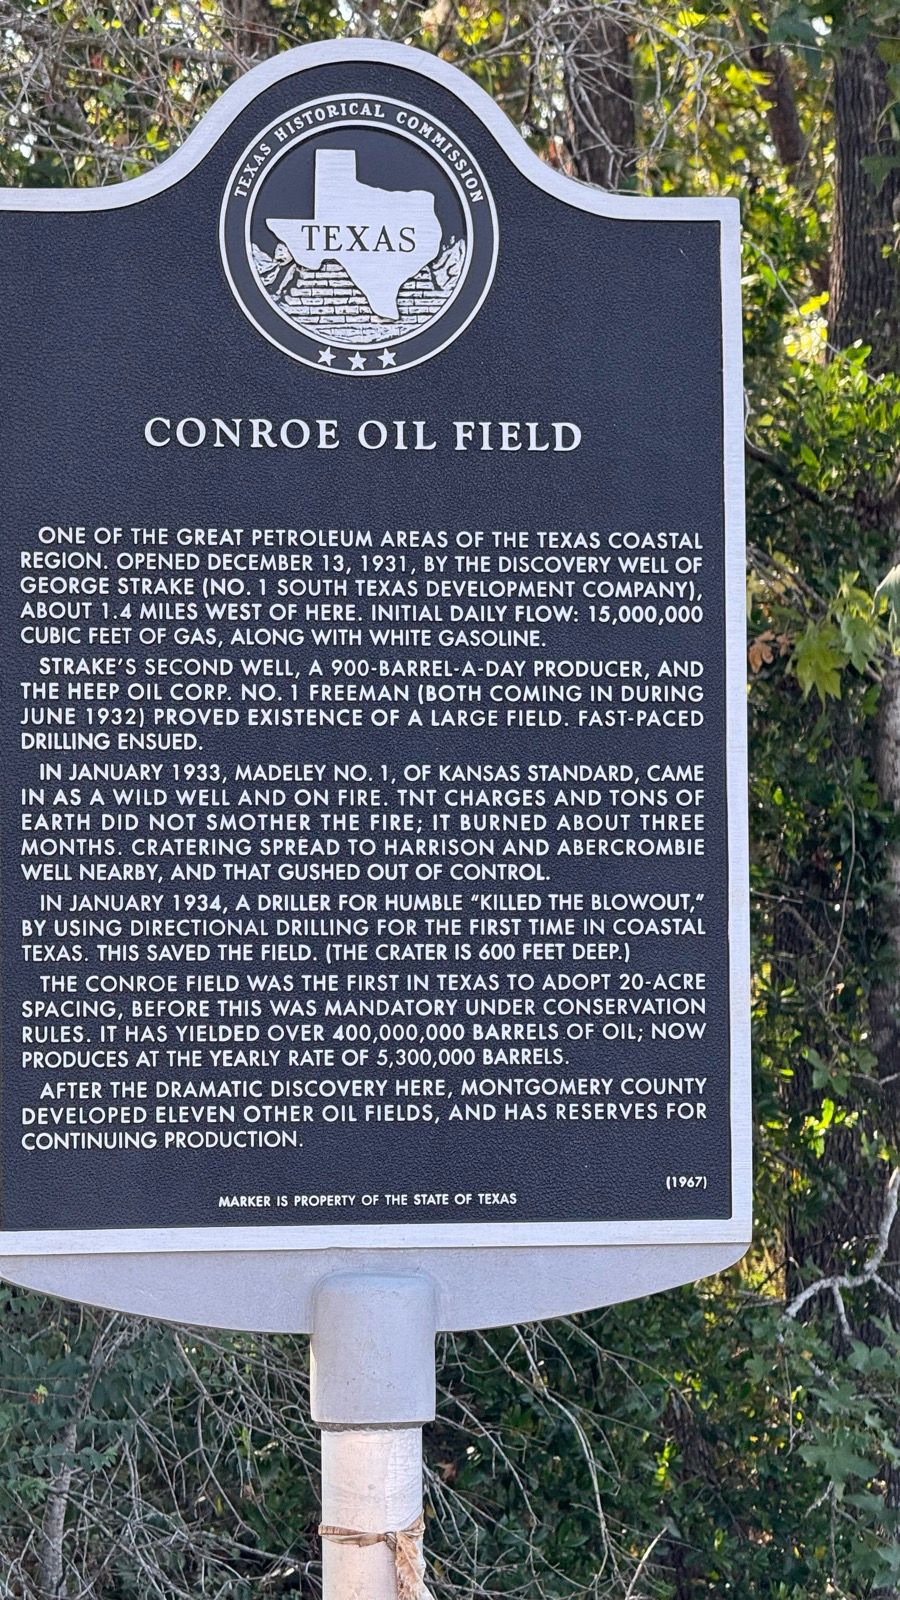 TEXAS HISTORICAL COMMISSION
TEXAS
CONROE OIL FIELD
ONE OF THE GREAT PETROLEUM AREAS OF THE TEXAS COASTAL
REGION. OPENED DECEMBER 13, 1931, BY THE DISCOVERY WELL OF
GEORGE STRAKE (NO. 1 SOUTH TEXAS DEVELOPMENT COMPANY),
ABOUT 1.4 MILES WEST OF HERE. INITIAL DAILY FLOW: 15,000,000
CUBIC FEET OF GAS, ALONG WITH WHITE GASOLINE.
STRAKE'S SECOND WELL, A 900-BARREL-A-DAY PRODUCER, AND
THE HEEP OIL CORP. NO. 1 FREEMAN (BOTH COMING IN DURING
JUNE 1932) PROVED EXISTENCE OF A LARGE FIELD. FAST-PACED
DRILLING ENSUED.
IN JANUARY 1933, MADELEY NO. 1, OF KANSAS STANDARD, CAME
IN AS A WILD WELL AND ON FIRE. TNT CHARGES AND TONS OF
EARTH DID NOT SMOTHER THE FIRE; IT BURNED ABOUT THREE
MONTHS. CRATERING SPREAD TO HARRISON AND ABERCROMBIE
WELL NEARBY, AND THAT GUSHED OUT OF CONTROL.
IN JANUARY 1934, A DRILLER FOR HUMBLE "KILLED THE BLOWOUT,"
BY USING DIRECTIONAL DRILLING FOR THE FIRST TIME IN COASTAL
TEXAS. THIS SAVED THE FIELD. (THE CRATER IS 600 FEET DEEP.)
THE CONROE FIELD WAS THE FIRST IN TEXAS TO ADOPT 20-ACRE
SPACING, BEFORE THIS WAS MANDATORY UNDER CONSERVATION
RULES. IT HAS YIELDED OVER 400,000,000 BARRELS OF OIL; NOW
PRODUCES AT THE YEARLY RATE OF 5,300,000 BARRELS.
AFTER THE DRAMATIC DISCOVERY HERE, MONTGOMERY COUNTY
DEVELOPED ELEVEN OTHER OIL FIELDS, AND HAS RESERVES FOR
CONTINUING PRODUCTION.
(1967)
MARKER IS PROPERTY OF THE STATE OF TEXAS